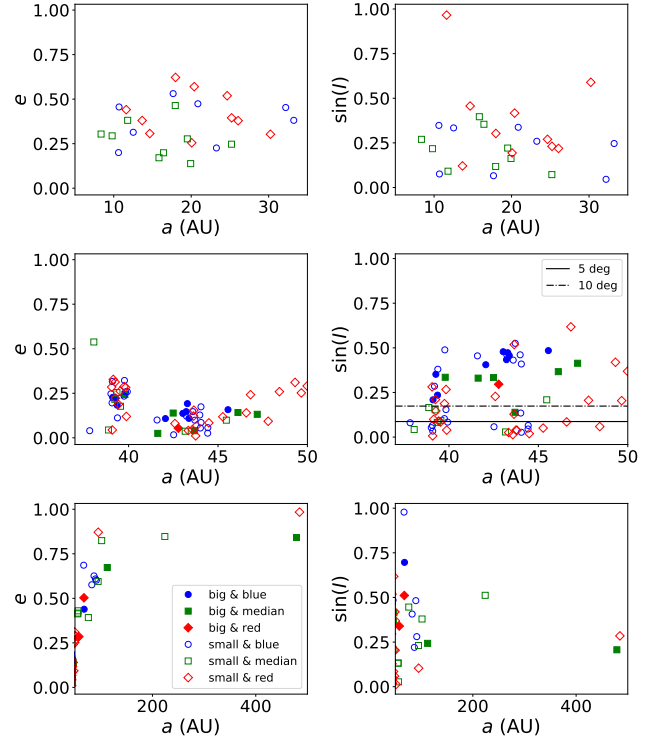 1.00
0.75
0.50
0.25
0.00
e
10 20 30
a (AU)
1.00
0.75
0.50
0.25
0.00
sin(I)
10 20 30
a (AU)
1.00
0.75
0.50
0.25
0.00
e
40 45 50
a (AU)
1.00
0.75
0.50
0.25
0.00
sin(I)
5 deg
10 deg
40 45 50
a (AU)
1.00
0.75
0.50
0.25
0.00
e
big & blue
big & median
big & red
small & blue
small & median
small & red
200 400
a (AU)
1.00
0.75
0.50
0.25
0.00
sin(I)
200 400
a (AU)